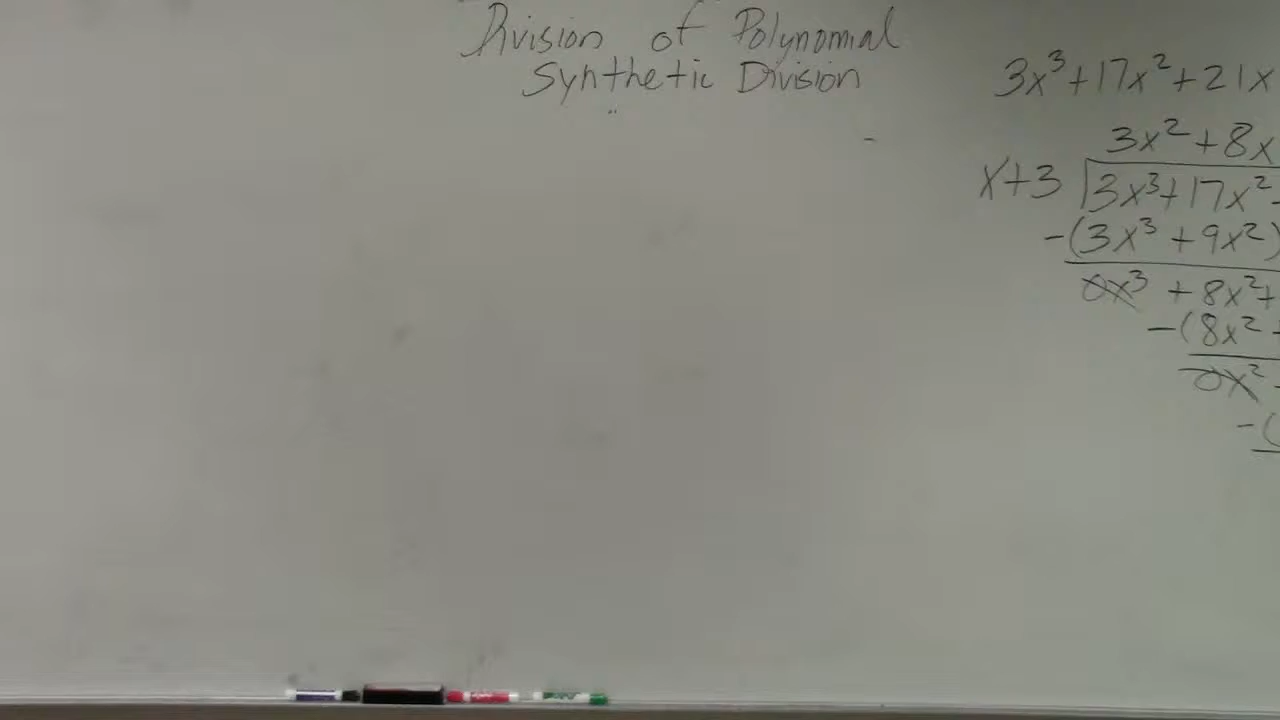 Division of Polynomial
Synthetic Division
3x³+17x²+21x
3x²+8x
x+3 3x³+17x²
-(3x³+9x²)
0x³ + 8x²+
-(8x²
0x²
-(